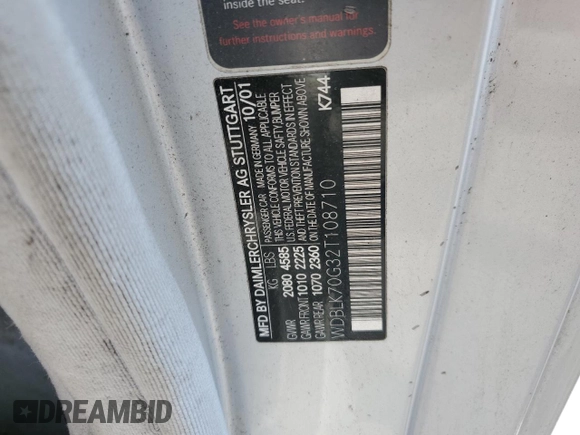 inside the seat.
See the owner's manual for
further instructions and warnings.
MFD BY DAIMLERCHRYSLER AG STUTTGART
10/01
PASSENGER CAR MADE IN GERMANY
KG LBS THIS VEHICLE CONFORMS TO ALL APPLICABLE
GVWR 2080 4585 US FEDERAL MOTOR VEHICLE SAFETY BUMPER
GAWR FRONT 1010 2225 AND THEFT PREVENTION STANDARDS IN EFFECT
GAWR REAR 1070 2360 ON THE DATE OF MANUFACTURE SHOWN ABOVE
K744
WDBLK70G32T108710
DREAMBID